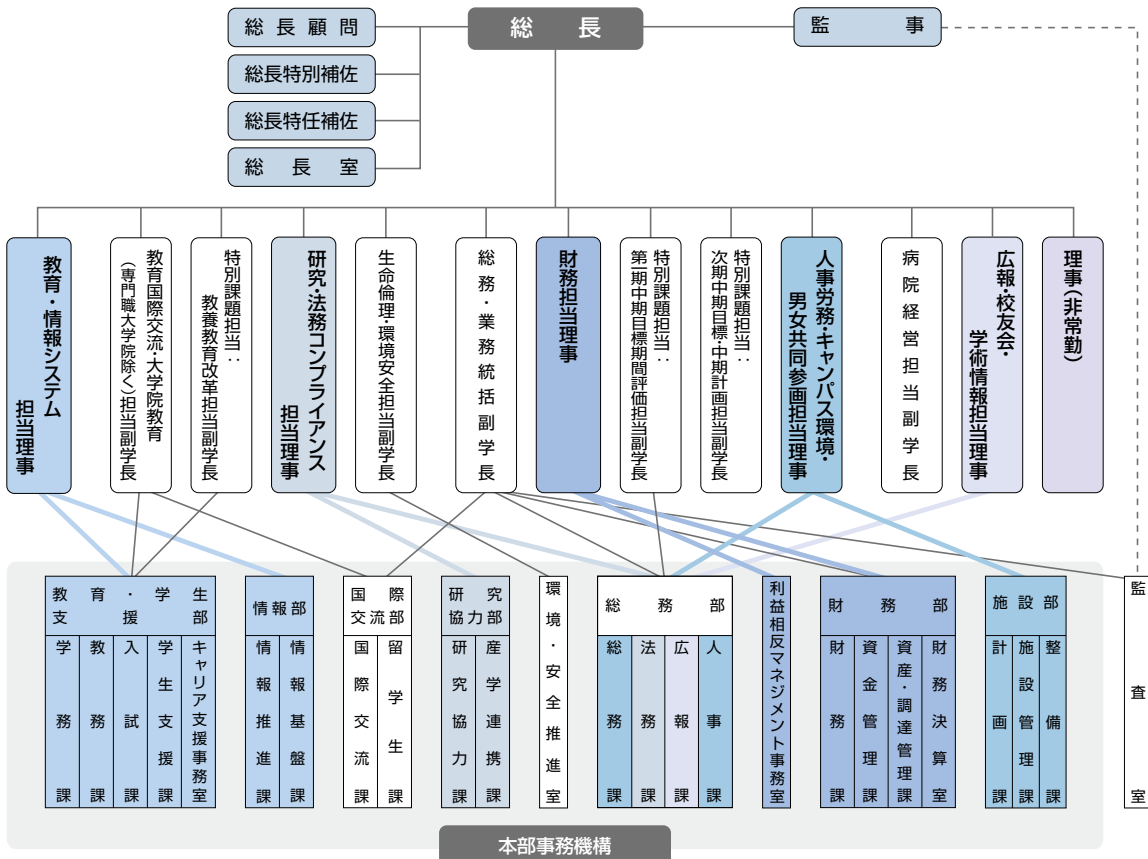 総長顧問
総長
監事
総長特別補佐
総長特任補佐
総長室
教育・情報システム
担当理事
教育国際交流・大学院教育
(専門職大学院除く)担当副学長
特別課題担当：
教養教育改革担当副学長
研究・法務コンプライアンス
担当理事
生命倫理・環境安全担当副学長
総務・業務統括副学長
財務担当理事
特別課題担当：
第二期中期目標期間評価担当副学長
特別課題担当：
次期中期目標・中期計画担当副学長
人事労務・キャンパス環境・
男女共同参画担当理事
病院経営担当副学長
広報・校友会・
学術情報担当理事
理事(非常勤)
教育・学生
支援部
学務課
教務課
入試課
学生支援課
キャリア支援事務室
情報部
情報推進課
情報基盤課
国際
交流部
国際交流課
留学生課
研究
協力部
研究協力課
産学連携課
環境・安全推進室
総務部
総務課
法務課
広報課
人事課
利益相反マネジメント事務室
財務部
財務課
資金管理課
資産・調達管理課
財務決算室
施設部
計画課
施設管理課
整備課
監査室
本部事務機構